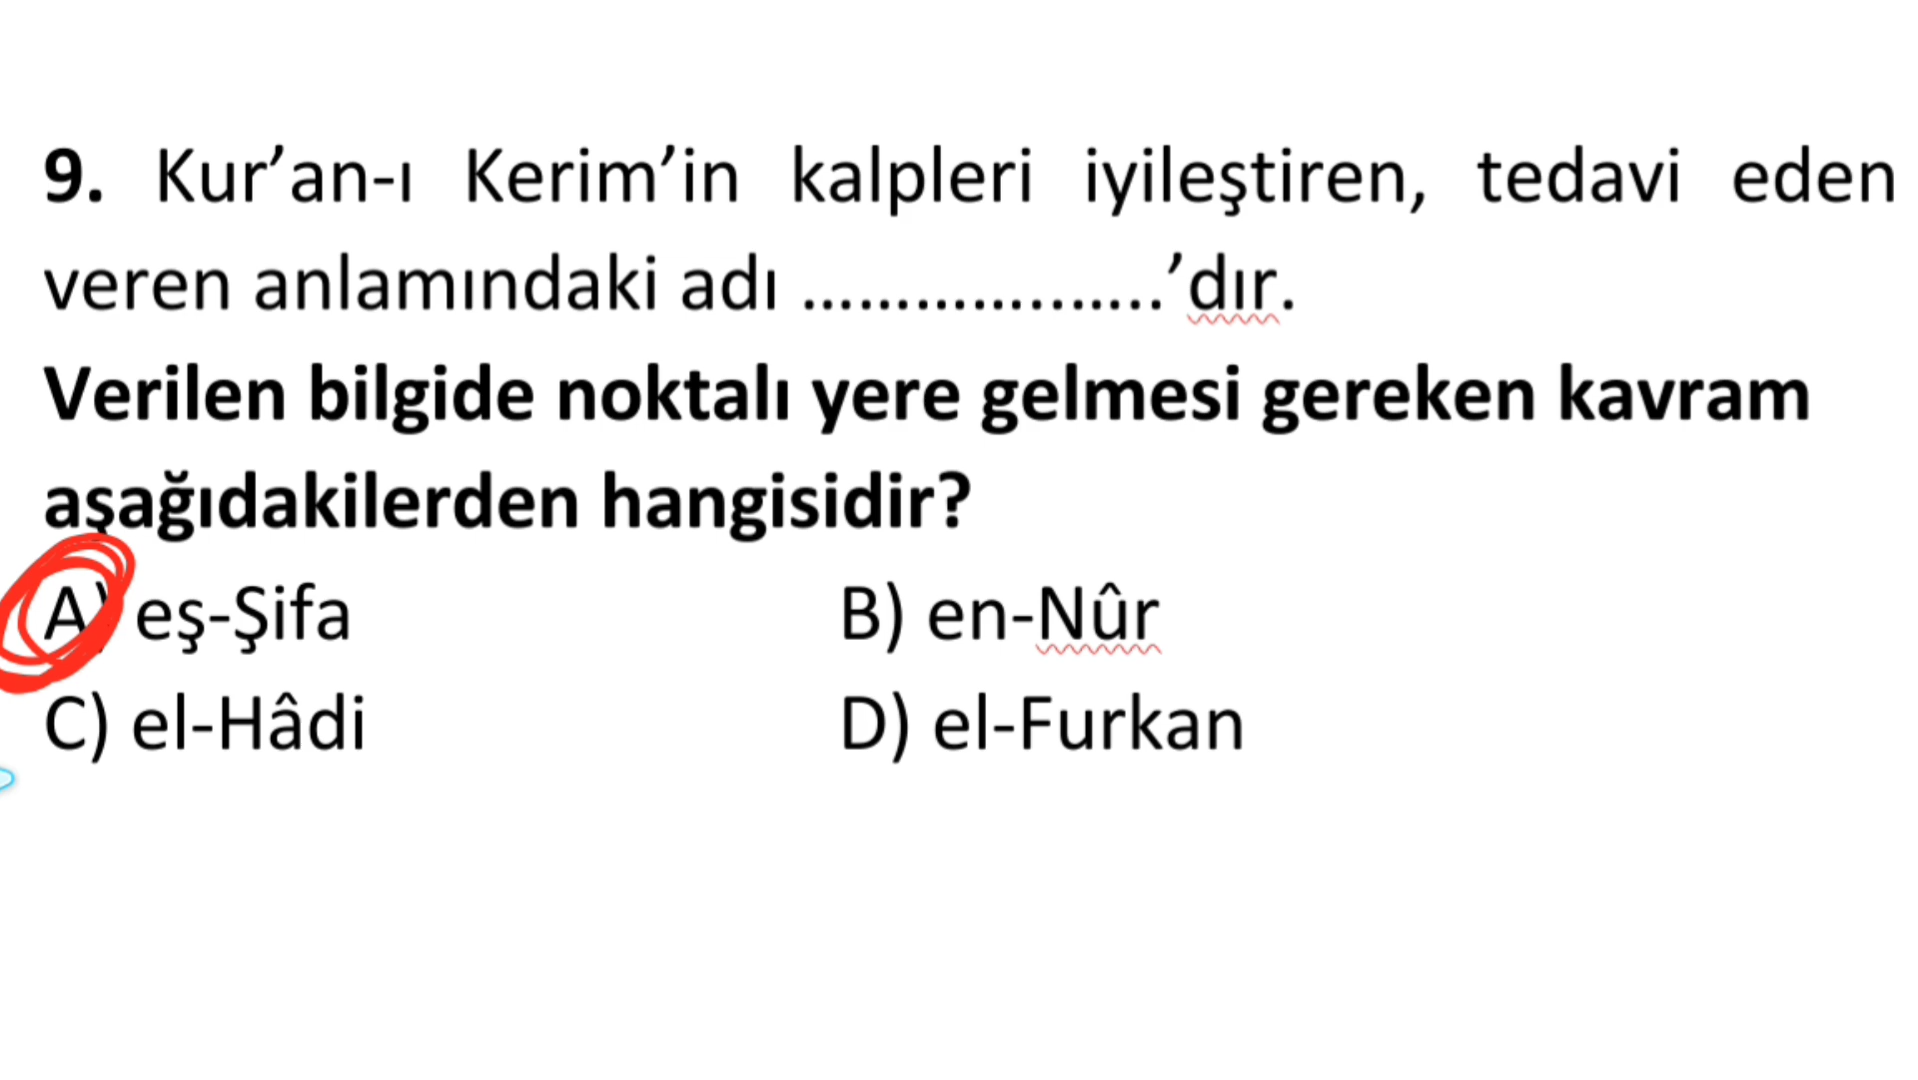 9. Kur’an-ı Kerim’in kalpleri iyileştiren, tedavi eden
veren anlamındaki adı ...................’dır.
Verilen bilgide noktalı yere gelmesi gereken kavram
aşağıdakilerden hangisidir?
A) eş-Şifa B) en-Nûr
C) el-Hâdi D) el-Furkan